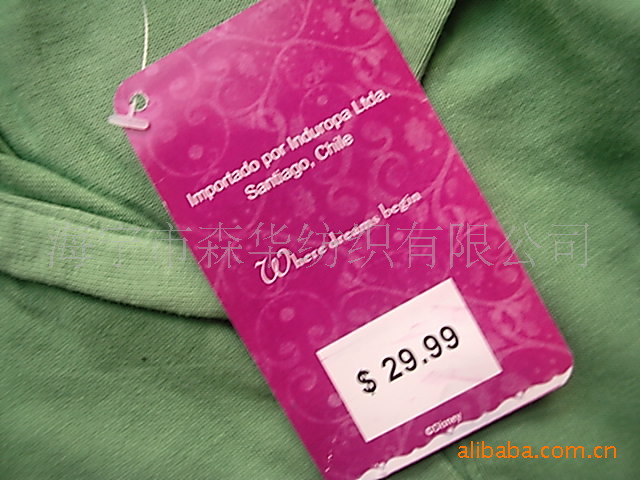 Importado por Induropa Ltda.
Santiago, Chile
Where dreams begin
市森华纺织有限公司
$ 29.99
©Disney
alibaba.com.cn